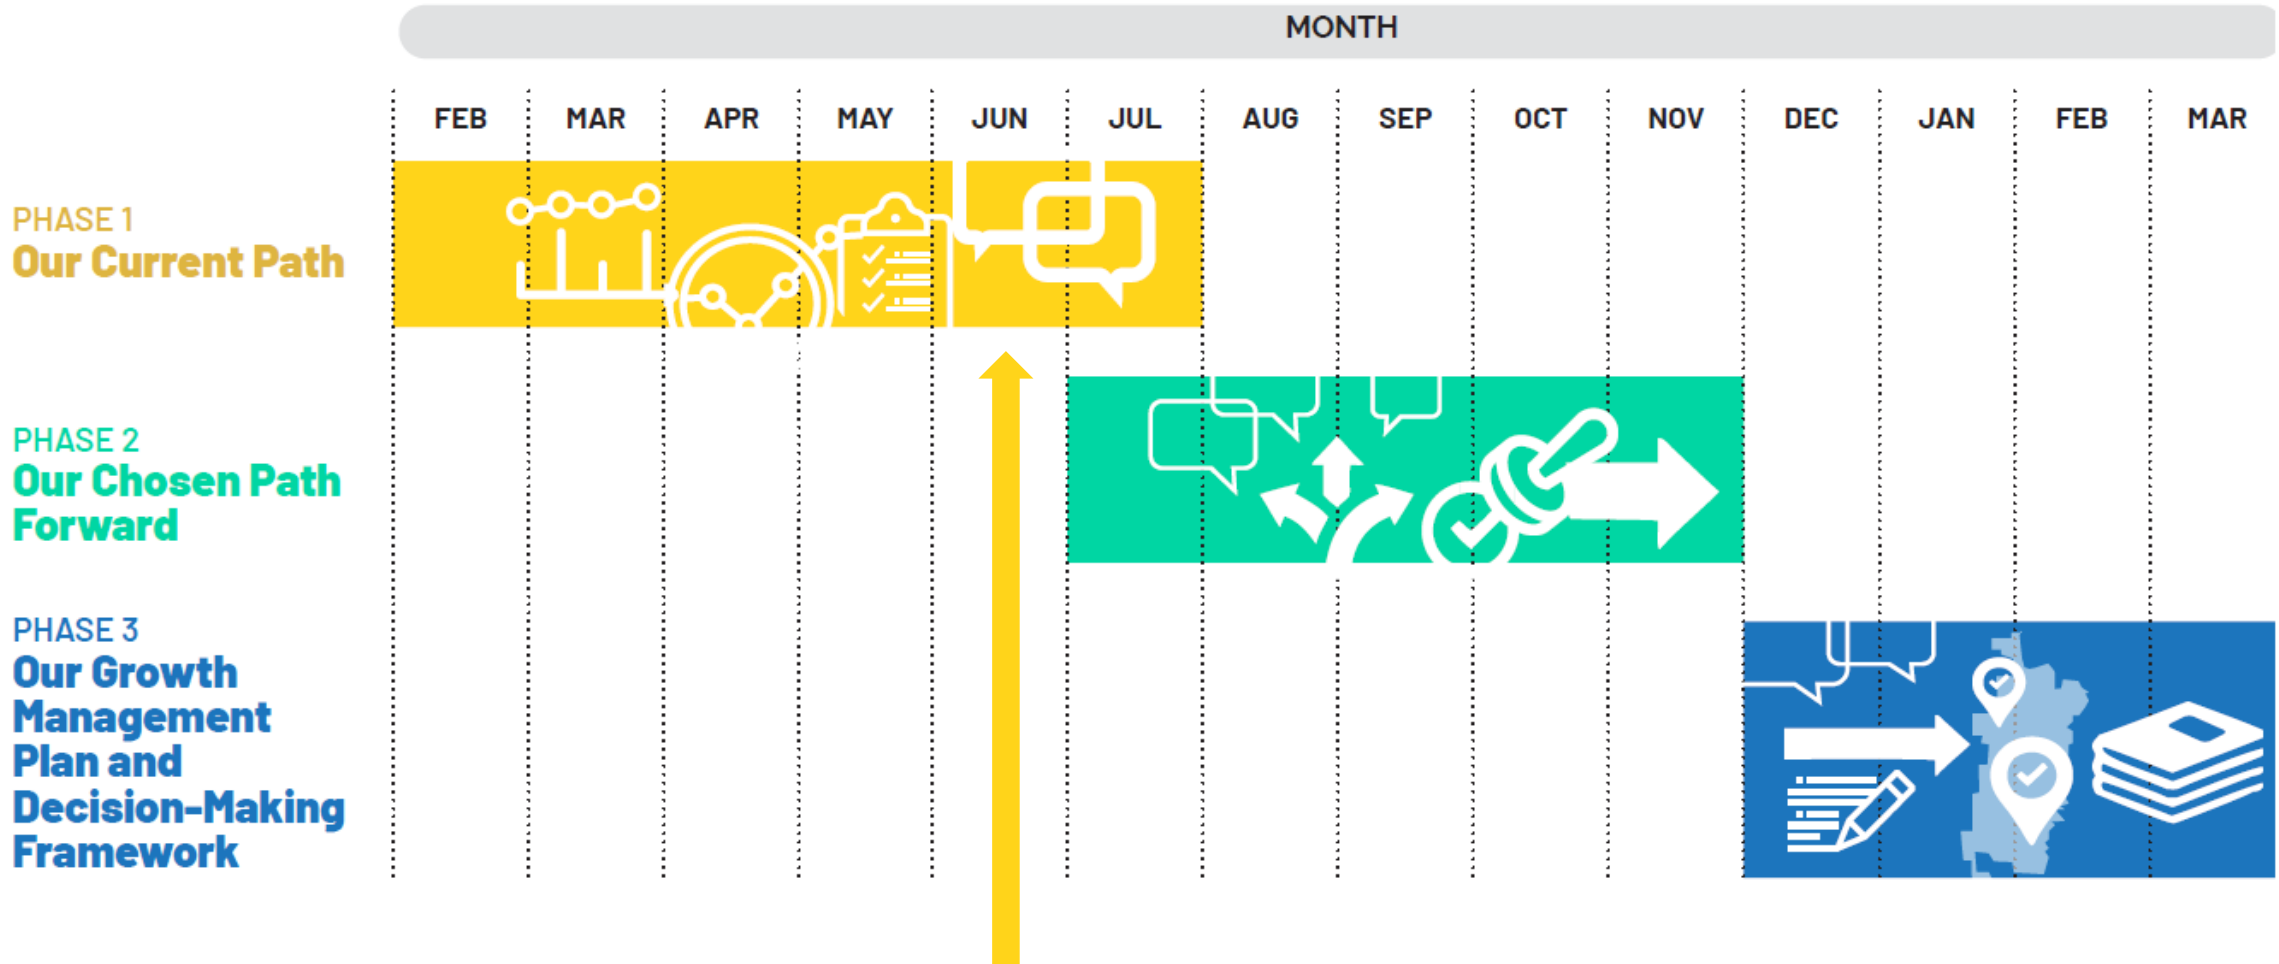 MONTH
FEB MAR APR MAY JUN JUL AUG SEP OCT NOV DEC JAN FEB MAR
PHASE 1
Our Current Path
PHASE 2
Our Chosen Path
Forward
PHASE 3
Our Growth
Management
Plan and
Decision-Making
Framework